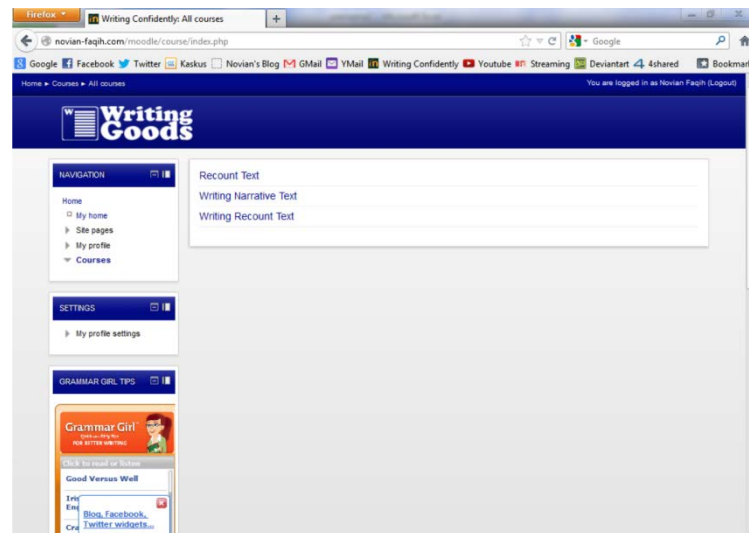 Firefox
Writing Confidently: All courses
novian-faqih.com/moodle/course/index.php
Google
Google Facebook Twitter Kaskus Novian's Blog GMail YMail Writing Confidently Youtube Streaming Deviantart 4shared Bookmar
Home ► Courses ► All courses
You are logged in as Novian Faqih (Logout)
Writing
Goods
NAVIGATION
Home
My home
Site pages
My profile
Courses
Recount Text
Writing Narrative Text
Writing Recount Text
SETTINGS
My profile settings
GRAMMAR GIRL TIPS
Grammar Girl
FOR BETTER WRITING
Click to read or listen
Good Versus Well
Blog, Facebook,
Twitter widgets...